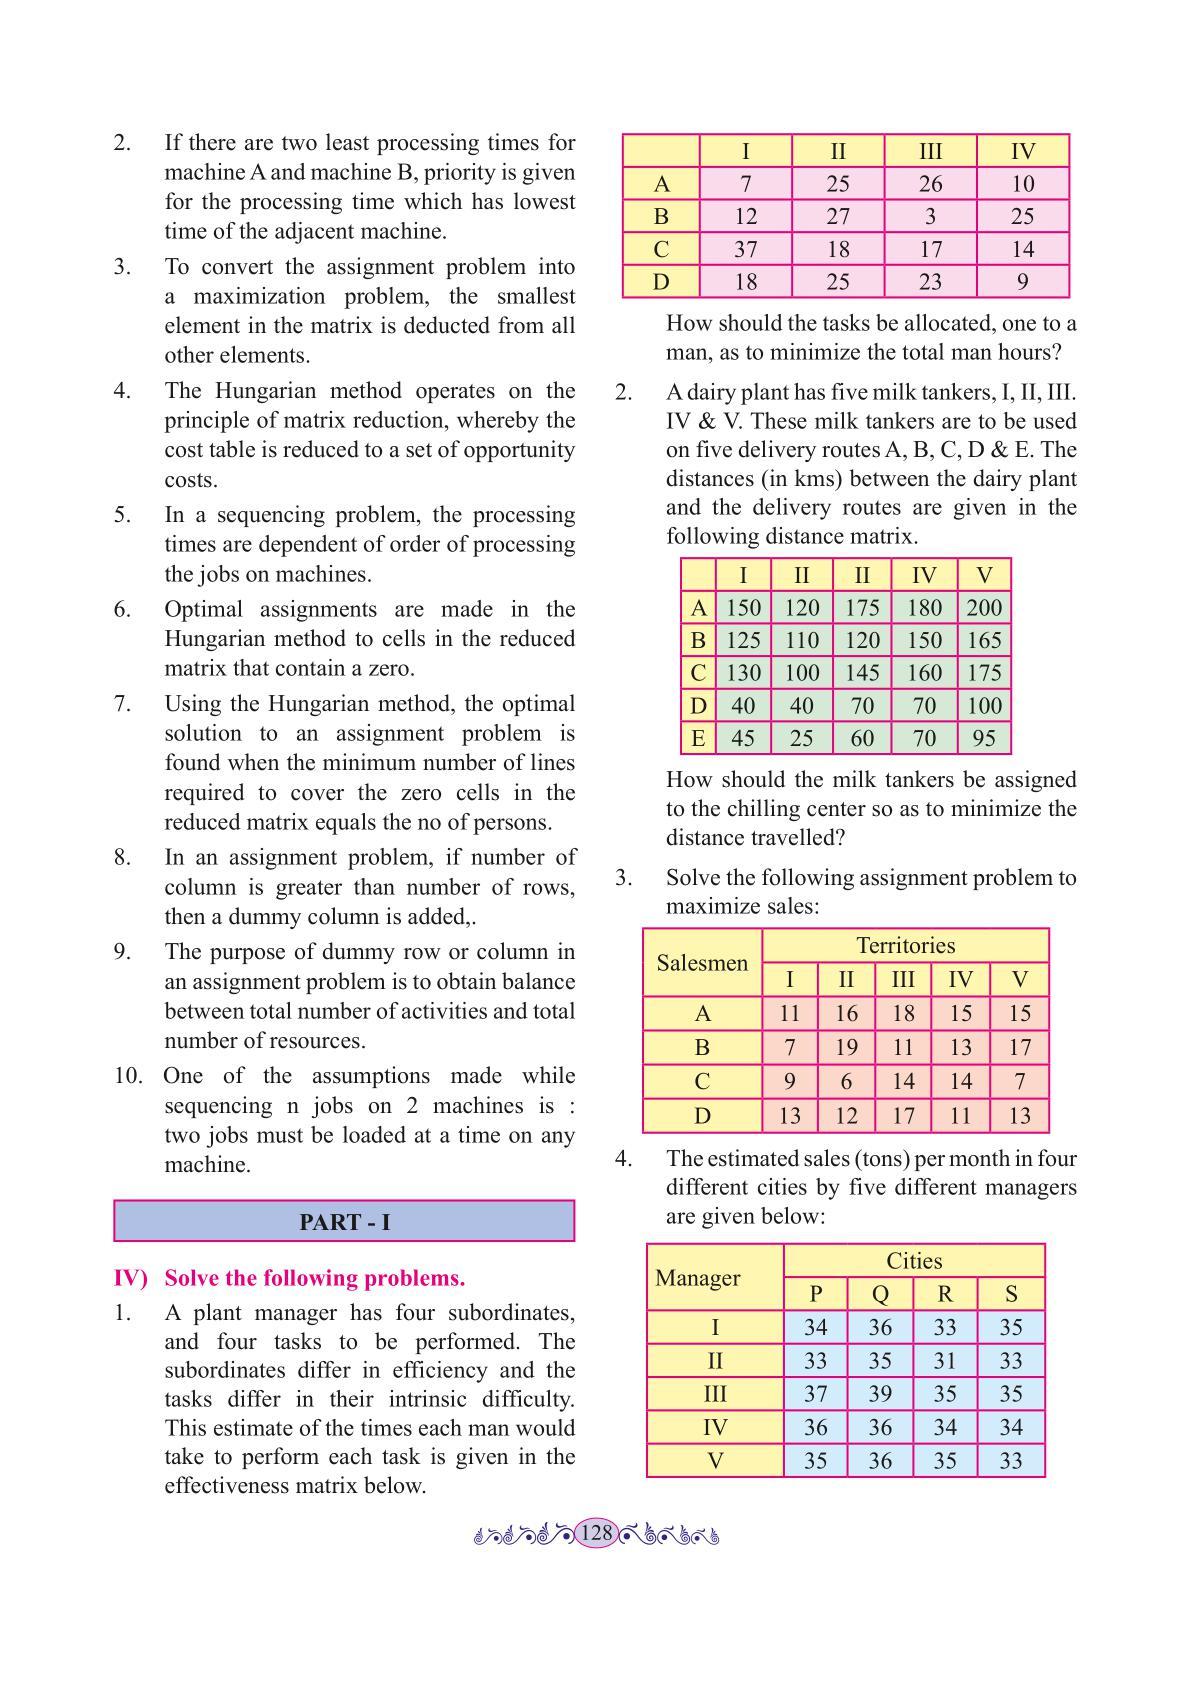 2. If there are two least processing times for
machine A and machine B, priority is given
for the processing time which has lowest
time of the adjacent machine.
3. To convert the assignment problem into
a maximization problem, the smallest
element in the matrix is deducted from all
other elements.
4. The Hungarian method operates on the
principle of matrix reduction, whereby the
cost table is reduced to a set of opportunity
costs.
5. In a sequencing problem, the processing
times are dependent of order of processing
the jobs on machines.
6. Optimal assignments are made in the
Hungarian method to cells in the reduced
matrix that contain a zero.
7. Using the Hungarian method, the optimal
solution to an assignment problem is
found when the minimum number of lines
required to cover the zero cells in the
reduced matrix equals the no of persons.
8. In an assignment problem, if number of
column is greater than number of rows,
then a dummy column is added,.
9. The purpose of dummy row or column in
an assignment problem is to obtain balance
between total number of activities and total
number of resources.
10. One of the assumptions made while
sequencing n jobs on 2 machines is :
two jobs must be loaded at a time on any
machine.
PART - I
IV) Solve the following problems.
1. A plant manager has four subordinates,
and four tasks to be performed. The
subordinates differ in efficiency and the
tasks differ in their intrinsic difficulty.
This estimate of the times each man would
take to perform each task is given in the
effectiveness matrix below.
I II III IV
A 7 25 26 10
B 12 27 3 25
C 37 18 17 14
D 18 25 23 9
How should the tasks be allocated, one to a
man, as to minimize the total man hours?
2. A dairy plant has five milk tankers, I, II, III.
IV & V. These milk tankers are to be used
on five delivery routes A, B, C, D & E. The
distances (in kms) between the dairy plant
and the delivery routes are given in the
following distance matrix.
I II II IV V
A 150 120 175 180 200
B 125 110 120 150 165
C 130 100 145 160 175
D 40 40 70 70 100
E 45 25 60 70 95
How should the milk tankers be assigned
to the chilling center so as to minimize the
distance travelled?
3. Solve the following assignment problem to
maximize sales:
Salesmen Territories
I II III IV V
A 11 16 18 15 15
B 7 19 11 13 17
C 9 6 14 14 7
D 13 12 17 11 13
4. The estimated sales (tons) per month in four
different cities by five different managers
are given below:
Manager Cities
P Q R S
I 34 36 33 35
II 33 35 31 33
III 37 39 35 35
IV 36 36 34 34
V 35 36 35 33
128